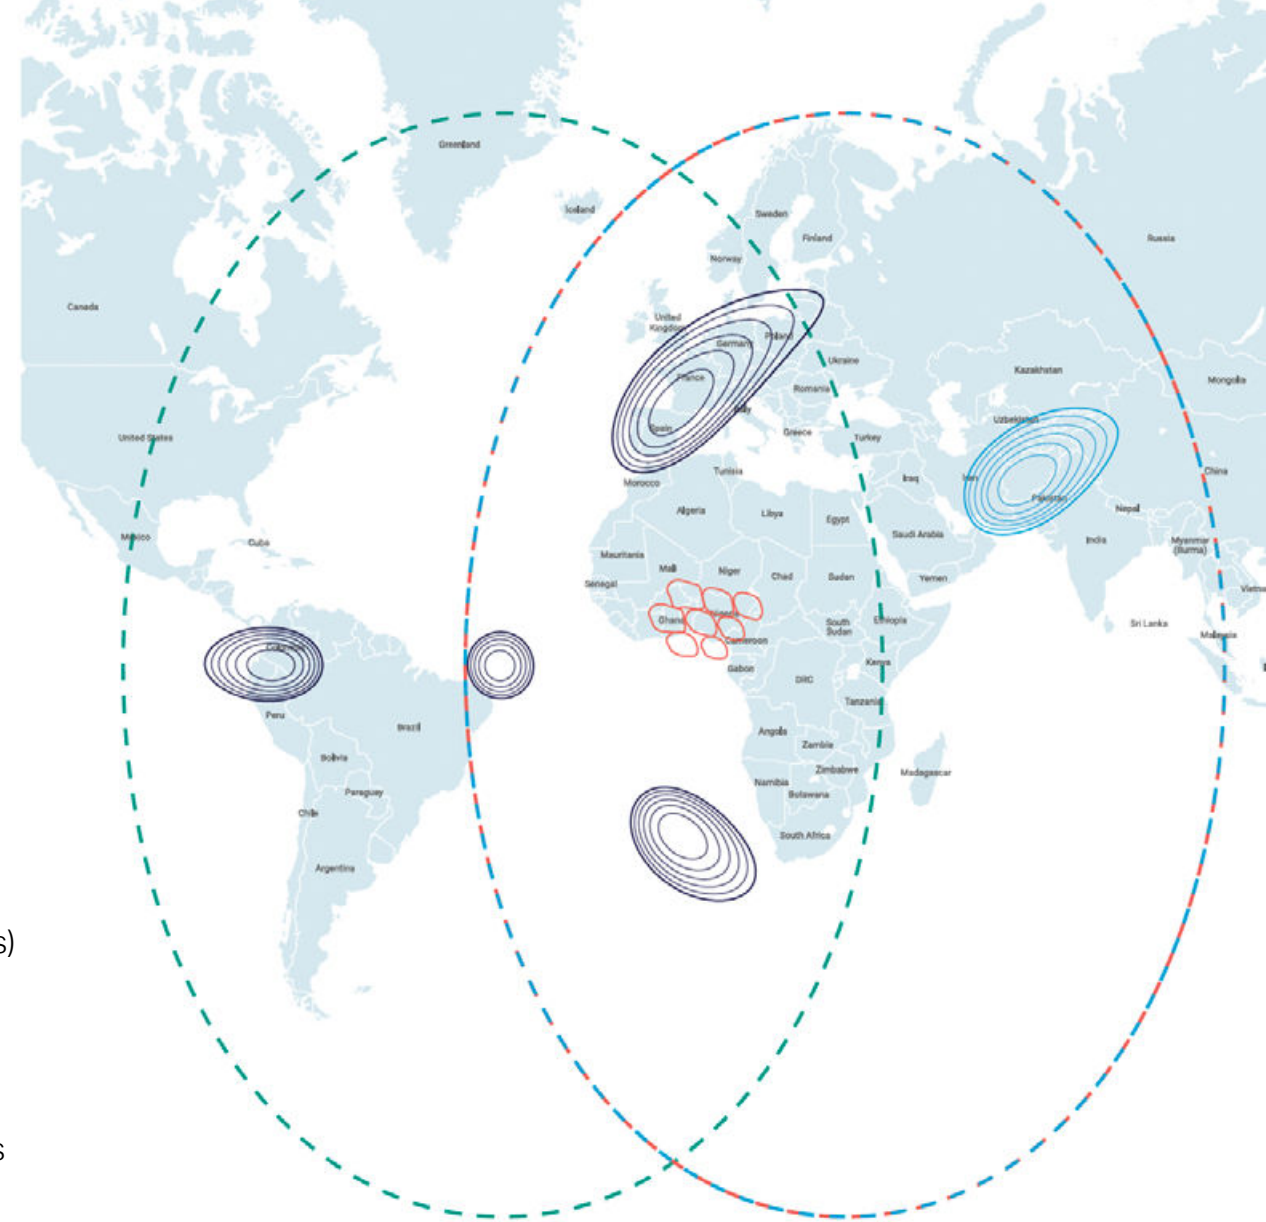 Greenland
Iceland
Sweden
Finland
Russia
Norway
Canada
United
Kingdom
Poland
Germany
Ukraine
France
Kazakhstan
Mongolia
Romania
Italy
Spain
Uzbekistan
Greece
Turkey
United States
Tunisia
China
Iraq
Iran
Morocco
Pakistan
Algeria
Libya
Egypt
Nepal
Saudi Arabia
Mexico
Cuba
India
Myanmar
(Burma)
Mauritania
Mali
Niger
Chad
Sudan
Yemen
Senegal
Nigeria
Ghana
South
Sudan
Ethiopia
Sri Lanka
Malaysia
Cameroon
Colombia
Gabon
Kenya
DRC
Tanzania
Peru
Brazil
Angola
Zambia
Bolivia
Zimbabwe
Madagascar
Namibia
Botswana
Paraguay
Chile
South Africa
Argentina
s)
s